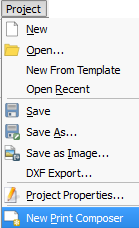 Project
New
Open...
New From Template
Open Recent
Save
Save As...
Save as Image...
DXF Export...
Project Properties...
New Print Composer